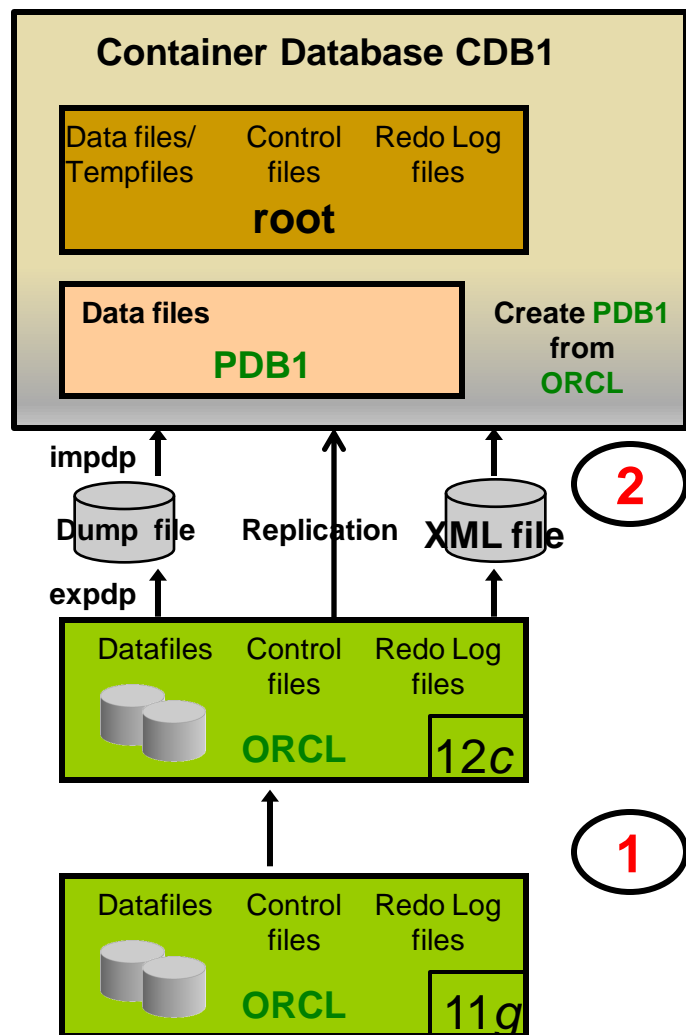 Container Database CDB1
Data files/
Tempfiles
Control
files
Redo Log
files
root
Data files
PDB1
Create PDB1
from
ORCL
impdp
2
Dump file
Replication
XML file
expdp
Datafiles
Control
files
Redo Log
files
ORCL
12c
1
Datafiles
Control
files
Redo Log
files
ORCL
11g